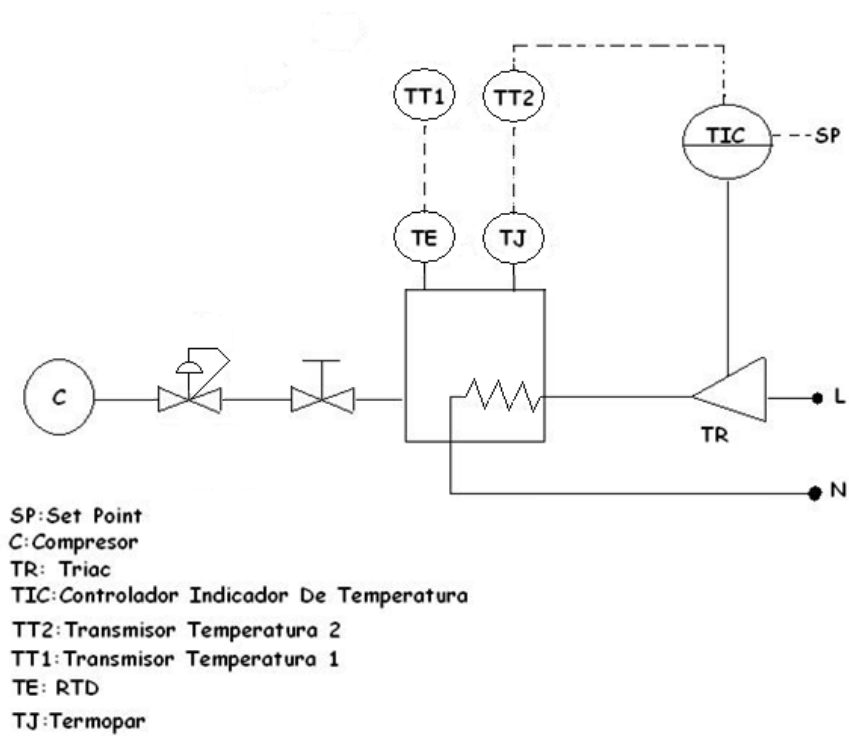 TT1 TT2
TIC SP
TE TJ
C L
TR
N
SP:Set Point
C:Compresor
TR: Triac
TIC:Controlador Indicador De Temperatura
TT2:Transmisor Temperatura 2
TT1:Transmisor Temperatura 1
TE: RTD
TJ:Termopar